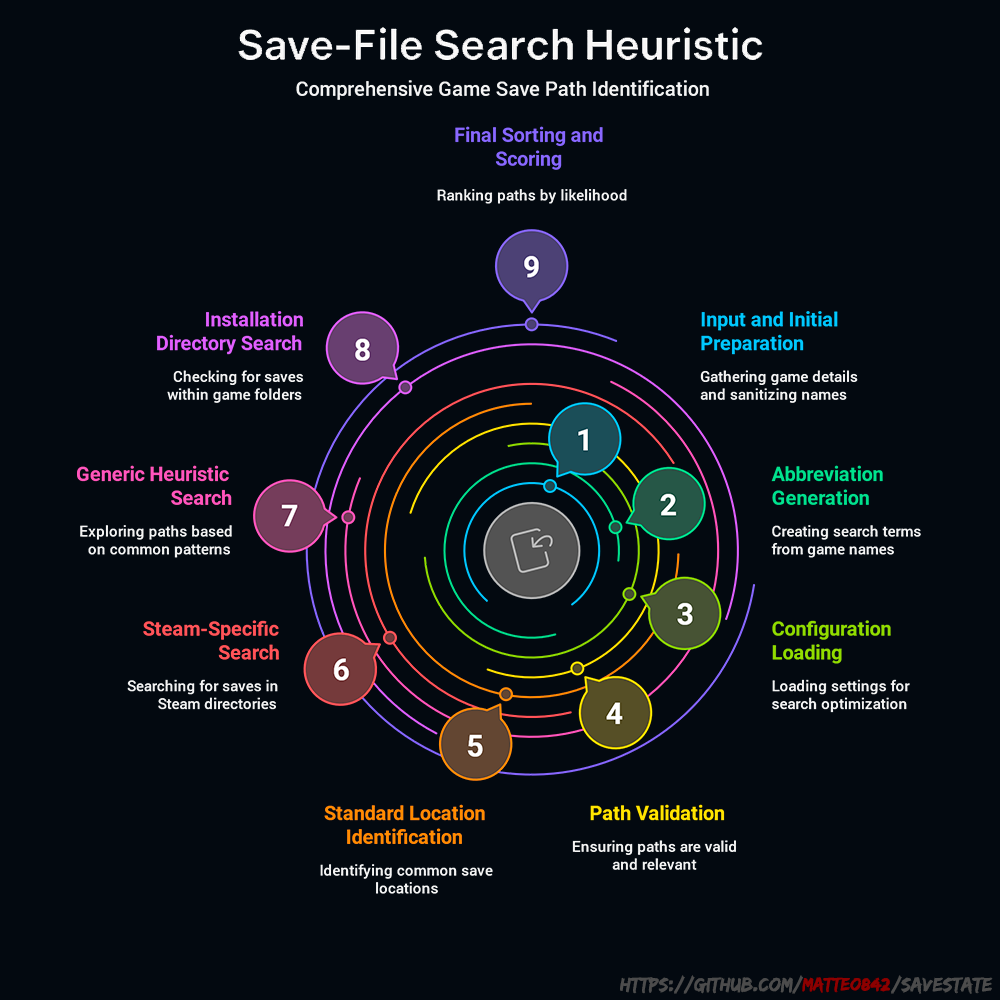 Save-File Search Heuristic
Comprehensive Game Save Path Identification
Final Sorting and
Scoring
Ranking paths by likelihood
9
Installation
Directory Search
Checking for saves
within game folders
8
Input and Initial
Preparation
Gathering game details
and sanitizing names
1
Generic Heuristic
Search
Exploring paths based
on common patterns
7
2
Abbreviation
Generation
Creating search terms
from game names
Steam-Specific
Search
Searching for saves in
Steam directories
6
3
Configuration
Loading
Loading settings for
search optimization
5
4
Standard Location
Identification
Identifying common save
locations
Path Validation
Ensuring paths are valid
and relevant
HTTPS://GITHUB.COM/MATTEO842/SAVESTATE